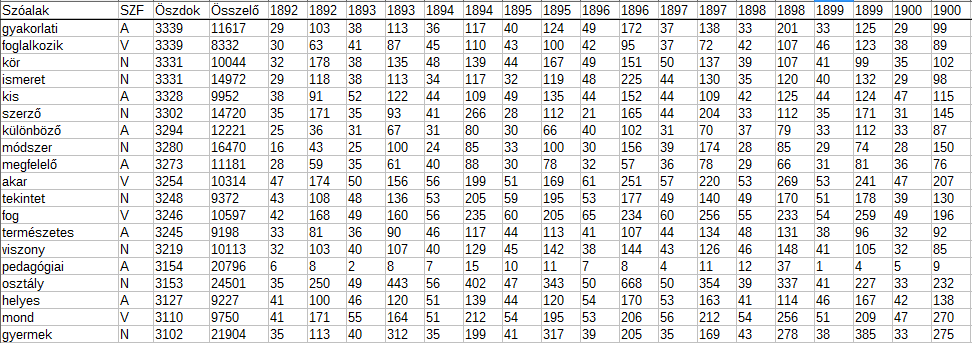 Szóalak SZF Öszdok Összelő 1892 1892 1893 1893 1894 1894 1895 1895 1896 1896 1897 1897 1898 1898 1899 1899 1900 1900
gyakorlati A 3339 11617 29 103 38 113 36 117 40 124 49 172 37 138 33 201 33 125 29 99
foglalkozik V 3339 8332 30 63 41 87 45 110 43 100 42 95 37 72 42 107 46 123 38 89
kör N 3331 10044 32 178 38 135 48 139 44 167 49 151 50 137 39 107 41 99 35 102
ismeret N 3331 14972 29 118 38 113 34 117 32 119 48 225 44 130 35 120 40 132 29 98
kis A 3328 9952 38 91 52 122 44 109 49 135 44 152 44 109 42 125 44 124 47 115
szerző N 3302 14720 35 171 35 93 41 266 28 112 21 165 44 204 33 112 35 171 31 145
különböző A 3294 12221 25 36 31 67 31 80 30 66 40 102 31 70 37 79 33 112 33 87
módszer N 3280 16470 16 43 25 100 24 85 33 100 30 156 39 174 28 85 29 74 28 150
megfelelő A 3273 11181 28 59 35 61 40 88 30 78 32 57 36 78 29 66 31 81 36 76
akar V 3254 10314 47 174 50 156 56 199 51 169 61 251 57 220 53 269 53 241 47 207
tekintet N 3248 9372 43 108 48 136 53 205 59 195 53 177 49 140 49 170 51 178 39 130
fog V 3246 10597 42 168 49 160 56 235 60 205 65 234 60 256 55 233 54 259 49 196
természetes A 3245 9198 33 81 36 90 46 117 44 113 41 107 44 134 48 131 38 96 32 92
viszony N 3219 10113 32 103 40 107 40 129 45 142 38 144 43 126 46 148 41 105 32 85
pedagógiai A 3154 20796 6 8 2 8 7 15 10 11 7 8 4 11 12 37 1 4 5 9
osztály N 3153 24501 35 250 49 443 56 402 47 343 50 668 50 354 39 337 41 227 33 232
helyes A 3127 9227 41 100 46 120 51 139 44 120 54 170 53 163 41 114 46 167 42 138
mond V 3110 9750 41 171 55 164 51 212 54 195 53 206 56 212 54 256 51 209 47 270
gyermek N 3102 21904 35 113 40 312 35 199 41 317 39 205 35 169 43 278 38 385 33 275